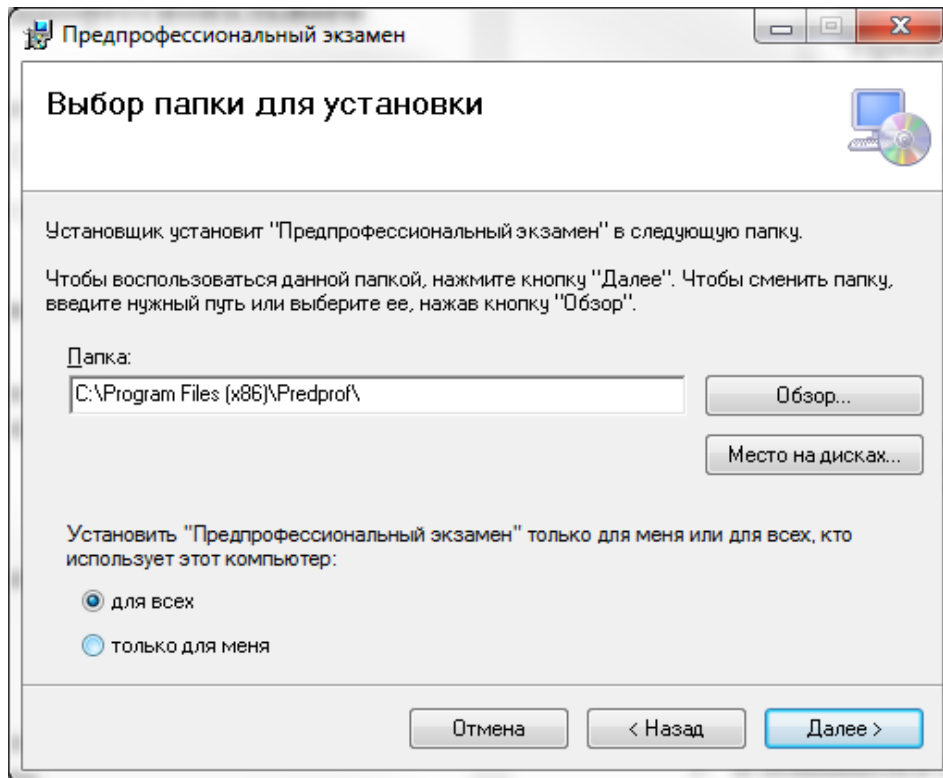 Предпрофессиональный экзамен
Выбор папки для установки
Установщик установит "Предпрофессиональный экзамен" в следующую папку.
Чтобы воспользоваться данной папкой, нажмите кнопку "Далее". Чтобы сменить папку,
введите нужный путь или выберите ее, нажав кнопку "Обзор".
Папка:
C:\Program Files (x86)\Predprof\
Обзор...
Место на дисках...
Установить "Предпрофессиональный экзамен" только для меня или для всех, кто
использует этот компьютер:
для всех
только для меня
Отмена
< Назад
Далее >